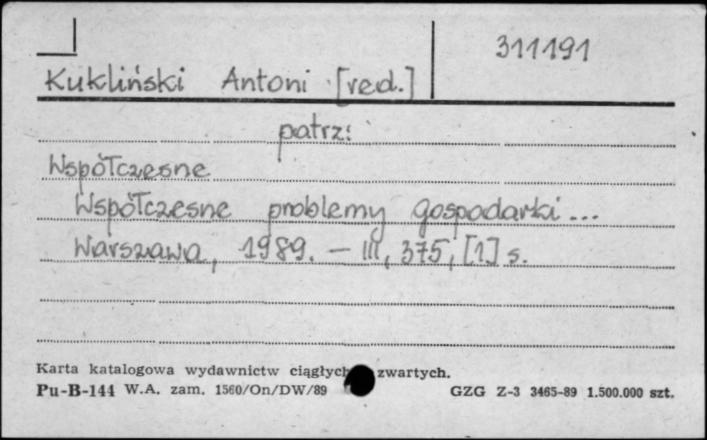 311191
Kukliński Antoni [red.]
patrz:
Współczesne
Współczesne problemy gospodarki...
Warszawa, 1989. — III, 375, [1] s.
Karta katalogowa wydawnictw ciągłych zwartych.
Pu-B-144 W.A. zam. 1560/On/DW/89 GZG Z-3 3465-89 1.500.000 szt.